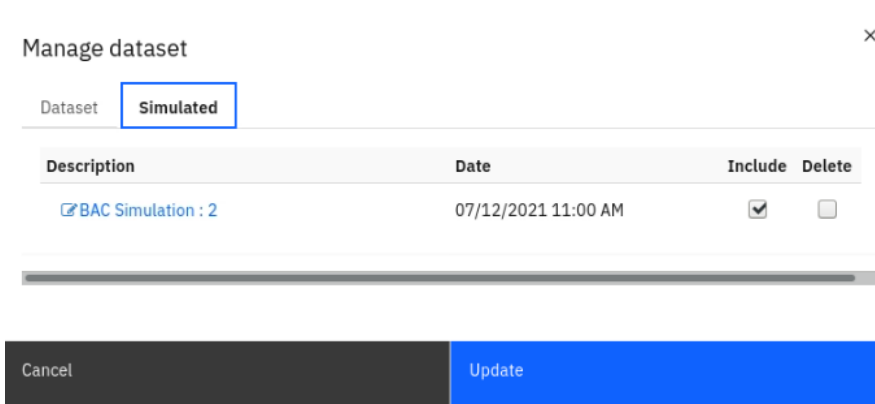 Manage dataset
×
Dataset Simulated
Description Date Include Delete
BAC Simulation : 2 07/12/2021 11:00 AM
Cancel Update